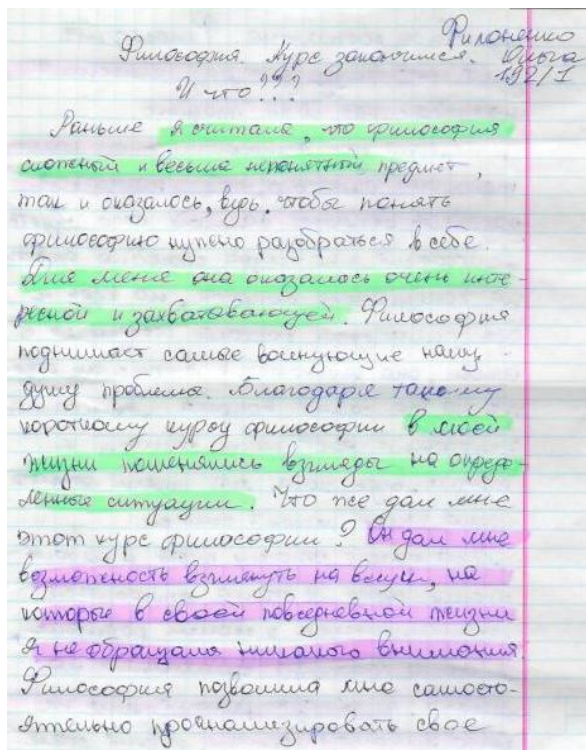 Филоненко
Философия. Курс закончился. Ольга
192/1
И что???
Раньше я считала, что философия
сложный и весьма непонятный предмет,
так и оказалось, ведь, чтобы понять
философию нужно разобраться в себе.
Для меня она оказалось очень инте-
ресной и захватавающей. Философия
поднимает самые волнующие нашу
душу проблемы. Благодаря такому
короткому курсу философии в моей
жизни поменялись взгляды на опреде-
ленные ситуации. Что же дал мне
этот курс философии? Он дал мне
возможность взглянуть на вещи, на
которые в своей повседневной жизни
я не обращала никакого внимания.
Философия позволила мне самосто-
ятельно проанализировать свое